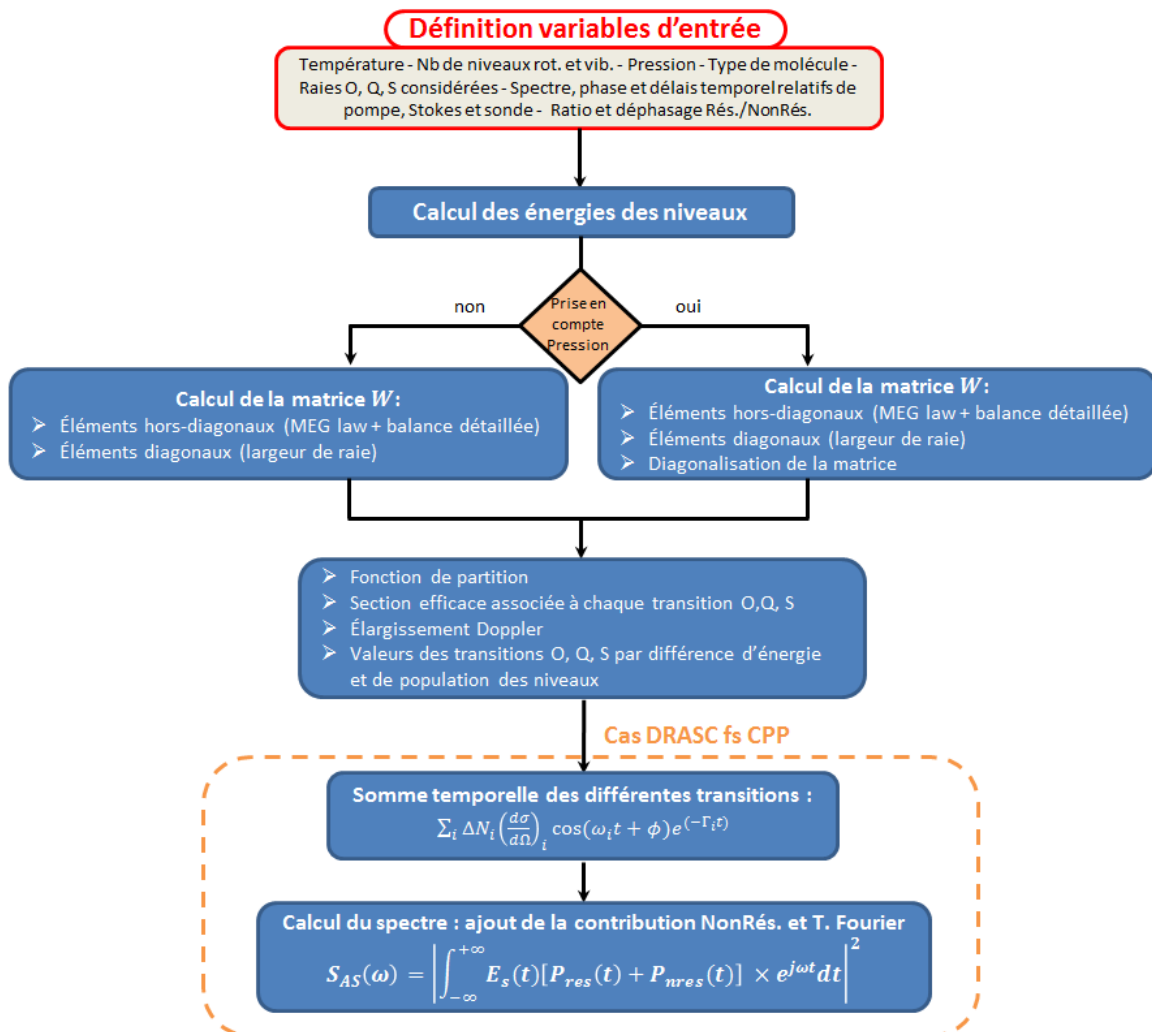 Définition variables d'entrée
Température - Nb de niveaux rot. et vib. - Pression - Type de molécule -
Raies O, Q, S considérées - Spectre, phase et délais temporel relatifs de
pompe, Stokes et sonde - Ratio et déphasage Rés./NonRés.
Calcul des énergies des niveaux
non
Prise en
compte
Pression
oui
Calcul de la matrice W:
➢ Éléments hors-diagonaux (MEG law + balance détaillée)
➢ Éléments diagonaux (largeur de raie)
Calcul de la matrice W:
➢ Éléments hors-diagonaux (MEG law + balance détaillée)
➢ Éléments diagonaux (largeur de raie)
➢ Diagonalisation de la matrice
➢ Fonction de partition
➢ Section efficace associée à chaque transition O,Q, S
➢ Élargissement Doppler
➢ Valeurs des transitions O, Q, S par différence d'énergie
et de population des niveaux
Cas DRASC fs CPP
Somme temporelle des différentes transitions :
∑ᵢ ΔNᵢ (dσ/dΩ)ᵢ cos(ωᵢt + ϕ)e^(−Γᵢt)
Calcul du spectre : ajout de la contribution NonRés. et T. Fourier
S_AS(ω) = |∫_{−∞}^{+∞} E_s(t)[P_res(t) + P_nres(t)] × e^{jωt}dt|²